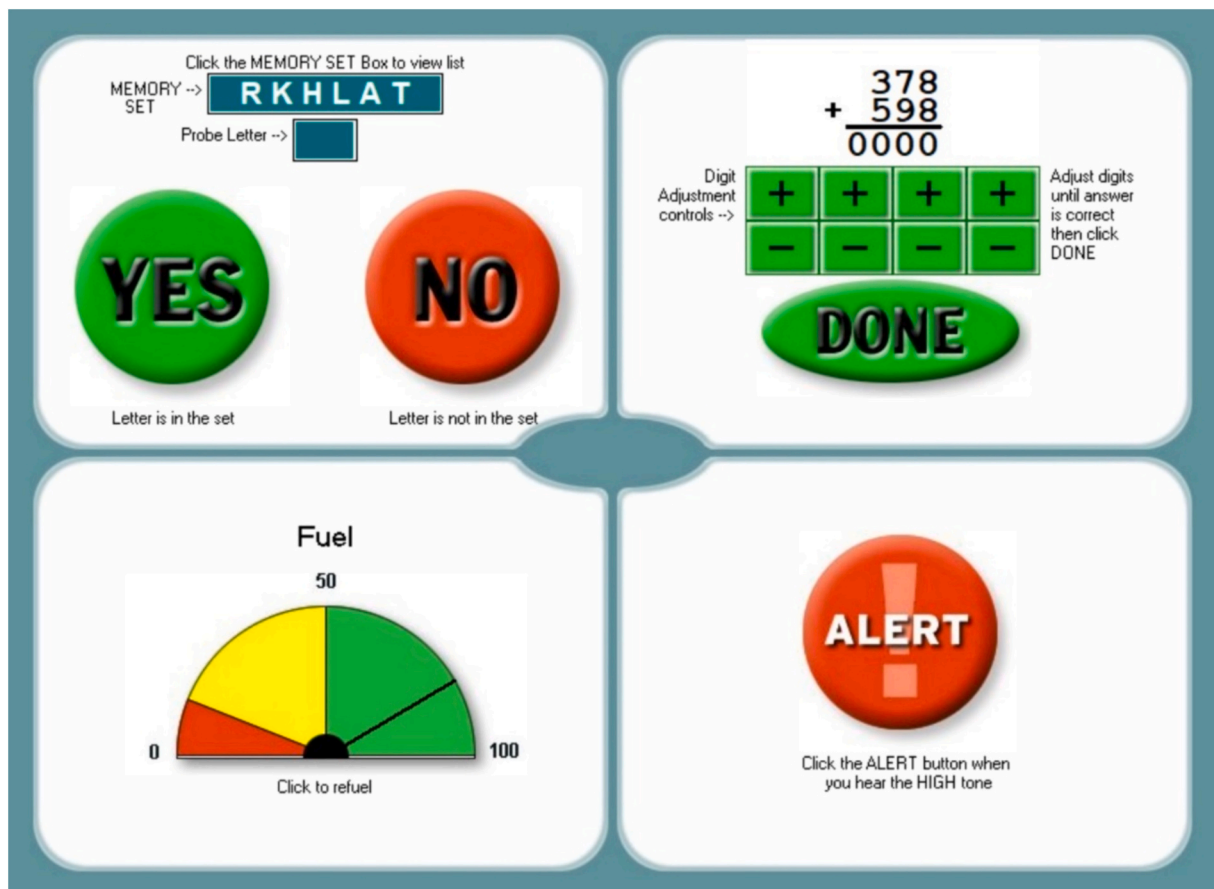 Click the MEMORY SET Box to view list
MEMORY -->
SET
R K H L A T
Probe Letter -->
YES
NO
Letter is in the set
Letter is not in the set
378
+ 598
0000
Digit
Adjustment
controls -->
+ + + +
− − − −
Adjust digits
until answer
is correct
then click
DONE
DONE
Fuel
50
0
100
Click to refuel
!
ALERT
Click the ALERT button when
you hear the HIGH tone